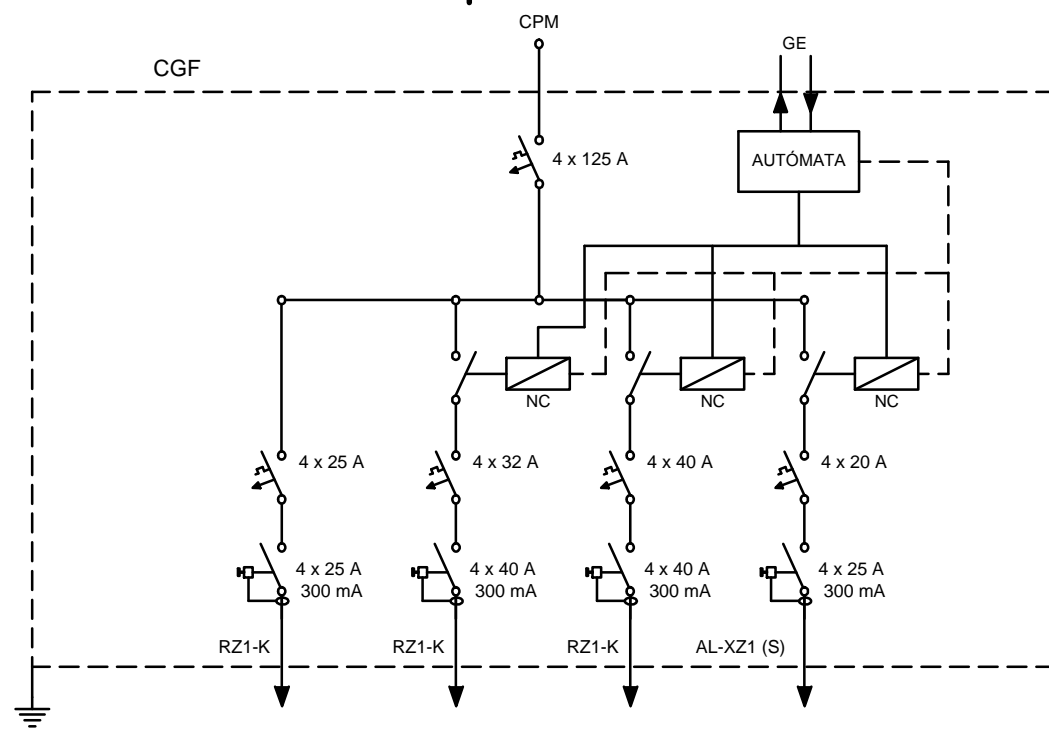 CPM
GE
CGF
4 x 125 A
AUTÓMATA
NC
NC
NC
4 x 25 A
4 x 32 A
4 x 40 A
4 x 20 A
4 x 25 A
300 mA
4 x 40 A
300 mA
4 x 40 A
300 mA
4 x 25 A
300 mA
RZ1-K
RZ1-K
RZ1-K
AL-XZ1 (S)